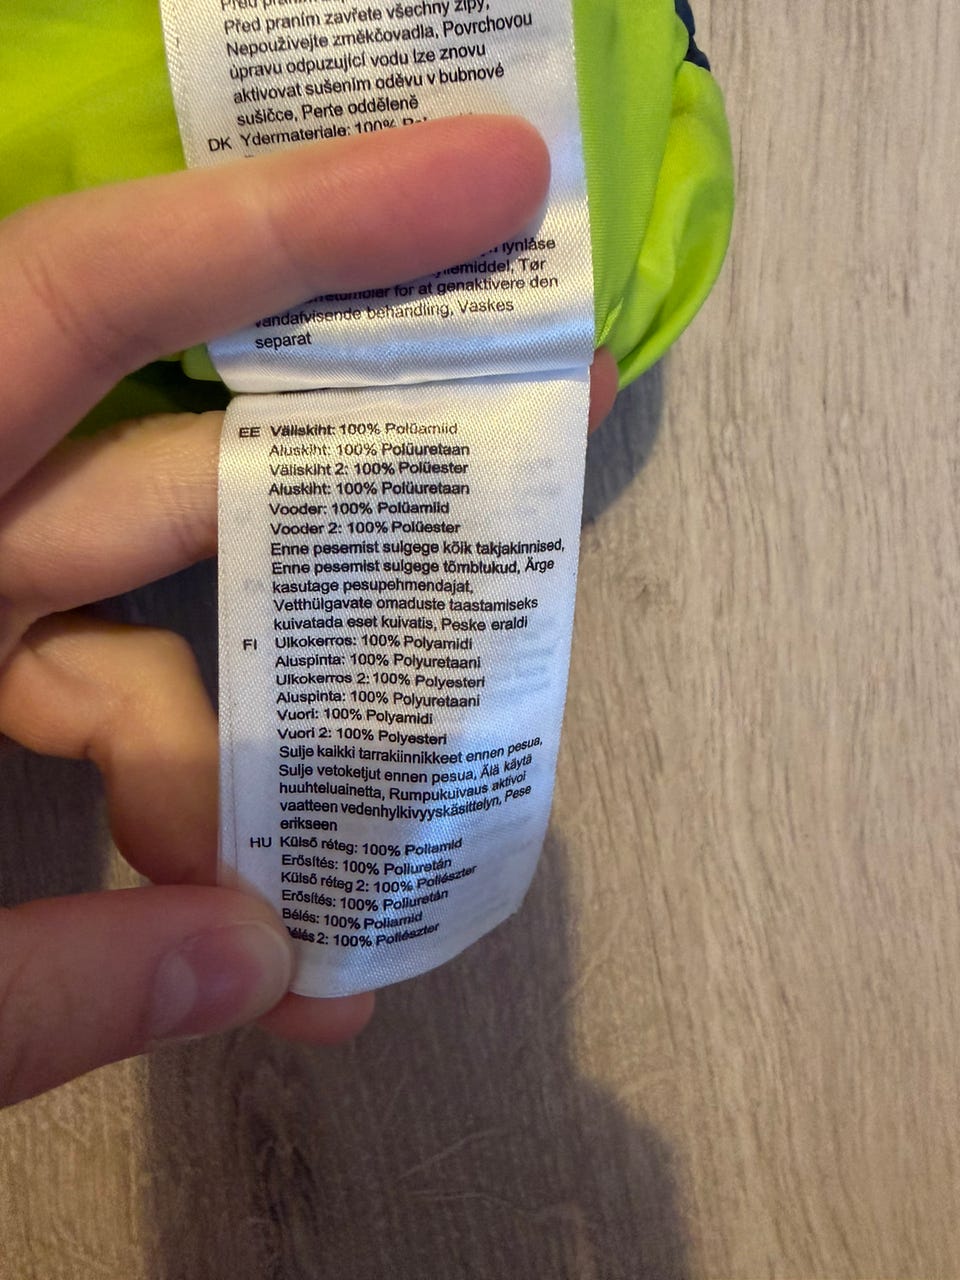 Před praním zavřete všechny zipy,
Nepoužívejte změkčovadla, Povrchovou
úpravu odpuzující vodu lze znovu
aktivovat sušením oděvu v bubnové
sušičce, Perte odděleně
DK Ydermateriale: 100%
lynlåse
Tør
for at genaktivere den
vandafvisende behandling, Vaskes
separat
EE Väliskiht: 100% Polüamiid
Aluskiht: 100% Polüuretaan
Väliskiht 2: 100% Polüester
Aluskiht: 100% Polüuretaan
Vooder: 100% Polüamiid
Vooder 2: 100% Polüester
Enne pesemist sulgege kõik takjakinnised,
Enne pesemist sulgege tõmblukud, Ärge
kasutage pesupehmendajat,
Vetthülgavate omaduste taastamiseks
kuivatada eset kuivatis, Peske eraldi
FI Ulkokerros: 100% Polyamidi
Aluspinta: 100% Polyuretaani
Ulkokerros 2: 100% Polyesteri
Aluspinta: 100% Polyuretaani
Vuori: 100% Polyamidi
Vuori 2: 100% Polyesteri
Sulje kaikki tarrakiinnikkeet ennen pesua,
Sulje vetoketjut ennen pesua, Älä käytä
huuhteluainetta, Rumpukuivaus aktivoi
vaatteen vedenhylkivyyskäsittelyn, Pese
erikseen
HU Külső réteg: 100% Poliamid
Erősítés: 100% Poliuretán
Külső réteg 2: 100% Poliészter
Erősítés: 100% Poliuretán
Bélés: 100% Poliamid
Bélés 2: 100% Poliészter